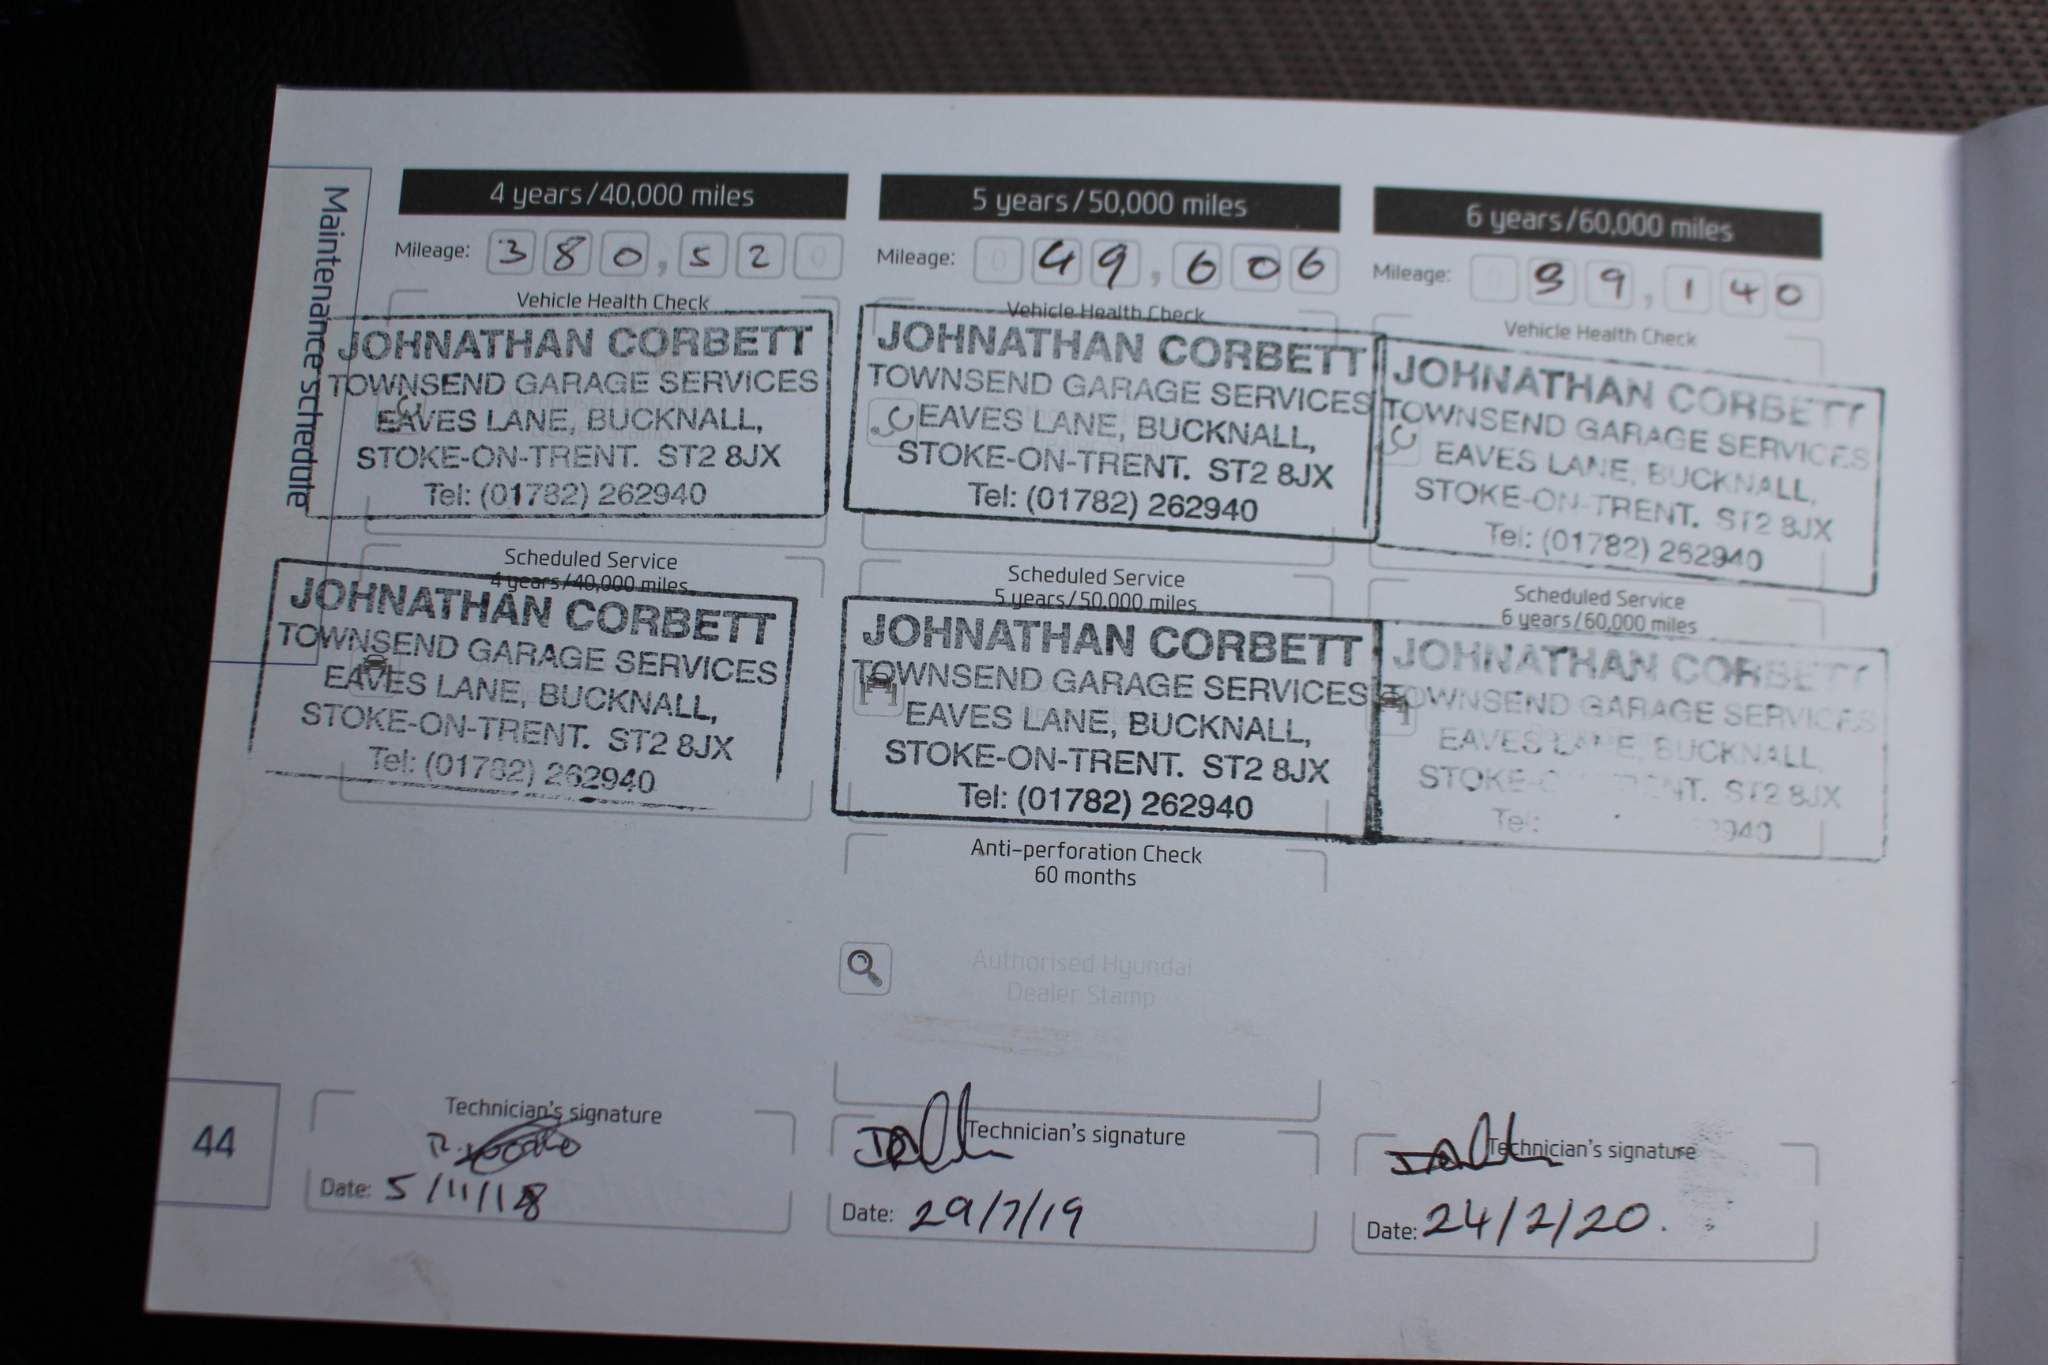 Maintenance schedule
4 years/40,000 miles
Mileage: 380,520
Vehicle Health Check
JOHNATHAN CORBETT
TOWNSEND GARAGE SERVICES
EAVES LANE, BUCKNALL,
STOKE-ON-TRENT. ST2 8JX
Tel: (01782) 262940
Scheduled Service
4 years/40,000 miles
JOHNATHAN CORBETT
TOWNSEND GARAGE SERVICES
EAVES LANE, BUCKNALL,
STOKE-ON-TRENT. ST2 8JX
Tel: (01782) 262940
Technician's signature
Date: 5/11/18
5 years/50,000 miles
Mileage: 049,606
Vehicle Health Check
JOHNATHAN CORBETT
TOWNSEND GARAGE SERVICES
EAVES LANE, BUCKNALL,
STOKE-ON-TRENT. ST2 8JX
Tel: (01782) 262940
Scheduled Service
5 years/50,000 miles
JOHNATHAN CORBETT
TOWNSEND GARAGE SERVICES
EAVES LANE, BUCKNALL,
STOKE-ON-TRENT. ST2 8JX
Tel: (01782) 262940
Anti-perforation Check
60 months
Authorised Hyundai
Dealer Stamp
Technician's signature
Date: 29/7/19
6 years/60,000 miles
Mileage: 59,140
Vehicle Health Check
JOHNATHAN CORBETT
TOWNSEND GARAGE SERVICES
EAVES LANE, BUCKNALL,
STOKE-ON-TRENT. ST2 8JX
Tel: (01782) 262940
Scheduled Service
6 years/60,000 miles
JOHNATHAN CORBETT
TOWNSEND GARAGE SERVICES
EAVES LANE, BUCKNALL,
ST2 8JX
Tel:
Technician's signature
Date: 24/2/20.
44